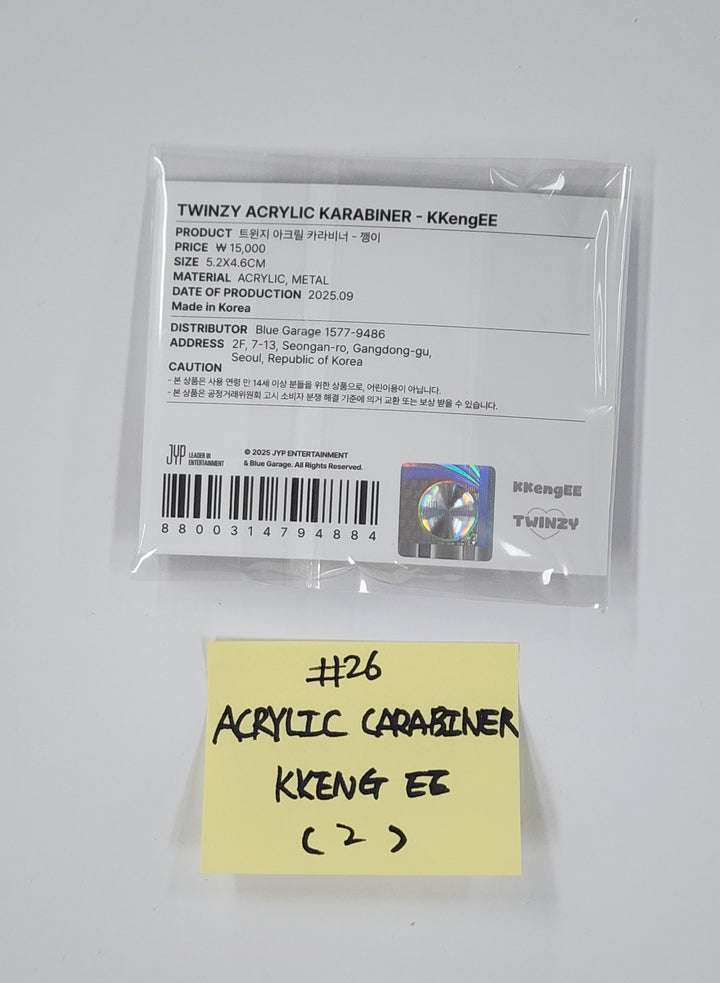 TWINZY ACRYLIC KARABINER - KKengEE
PRODUCT 트윈지 아크릴 카라비너 - 깽이
PRICE ₩ 15,000
SIZE 5.2X4.6CM
MATERIAL ACRYLIC, METAL
DATE OF PRODUCTION 2025.09
Made in Korea
DISTRIBUTOR Blue Garage 1577-9486
ADDRESS 2F, 7-13, Seongan-ro, Gangdong-gu,
Seoul, Republic of Korea
CAUTION
- 본 상품은 사용 연령 만 14세 이상 분들을 위한 상품으로, 어린이용이 아닙니다.
- 본 상품은 공정거래위원회 고시 소비자 분쟁 해결 기준에 의거 교환 또는 보상 받을 수 있습니다.
JYP LEADER IN
ENTERTAINMENT
© 2025 JYP ENTERTAINMENT
& Blue Garage. All Rights Reserved.
8800314794884
KKengEE
TWINZY
#26
ACRYLIC CARABINER
KKENG EE
(2)